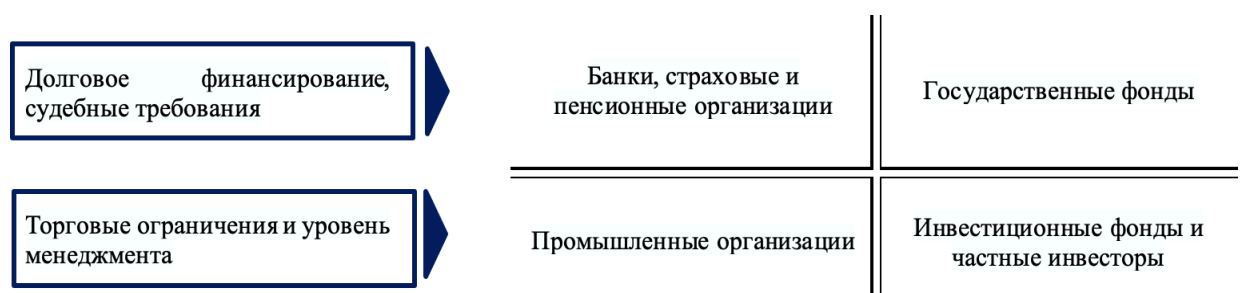 Долговое финансирование,
судебные требования
Банки, страховые и
пенсионные организации
Государственные фонды
Торговые ограничения и уровень
менеджмента
Промышленные организации
Инвестиционные фонды и
частные инвесторы